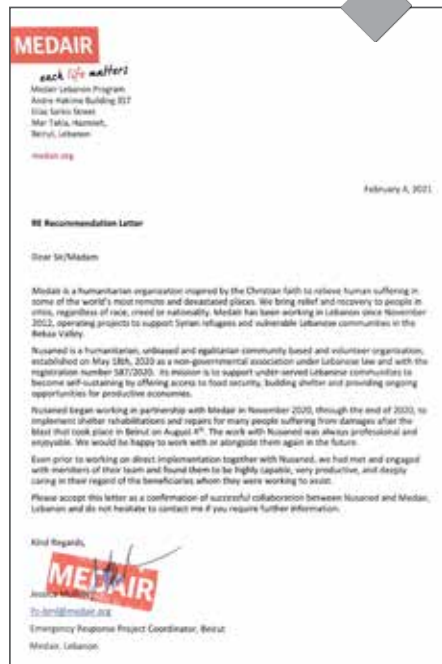 MEDAIR
each life matters
Medair Lebanon Program
Andre Hakime Building 317
Elias Sarkis Street
Mar Takla, Hazmieh,
Beirut, Lebanon
medair.org
February 4, 2021
RE Recommendation Letter
Dear Sir/Madam
Medair is a humanitarian organization inspired by the Christian faith to relieve human suffering in
some of the world's most remote and devastated places. We bring relief and recovery to people in
crisis, regardless of race, creed or nationality. Medair has been working in Lebanon since November
2012, operating projects to support Syrian refugees and vulnerable Lebanese communities in the
Bekaa Valley.
Nusaned is a humanitarian, unbiased and egalitarian community based and volunteer organization,
established on May 18th, 2020 as a non-governmental association under Lebanese law and with the
registration number 587/2020. Its mission is to support under-served Lebanese communities to
become self-sustaining by offering access to food security, building shelter and providing ongoing
opportunities for productive economies.
Nusaned began working in partnership with Medair in November 2020, through the end of 2020, to
implement shelter rehabilitations and repairs for many people suffering from damages after the
blast that took place in Beirut on August 4th. The work with Nusaned was always professional and
enjoyable. We would be happy to work with or alongside them again in the future.
Even prior to working on direct implementation together with Nusaned, we had met and engaged
with members of their team and found them to be highly capable, very productive, and deeply
caring in their regard of the beneficiaries whom they were working to assist.
Please accept this letter as a confirmation of successful collaboration between Nusaned and Medair,
Lebanon and do not hesitate to contact me if you require further information.
Kind Regards,
MEDAIR
Jessica
Emergency Response Project Coordinator, Beirut
Medair, Lebanon